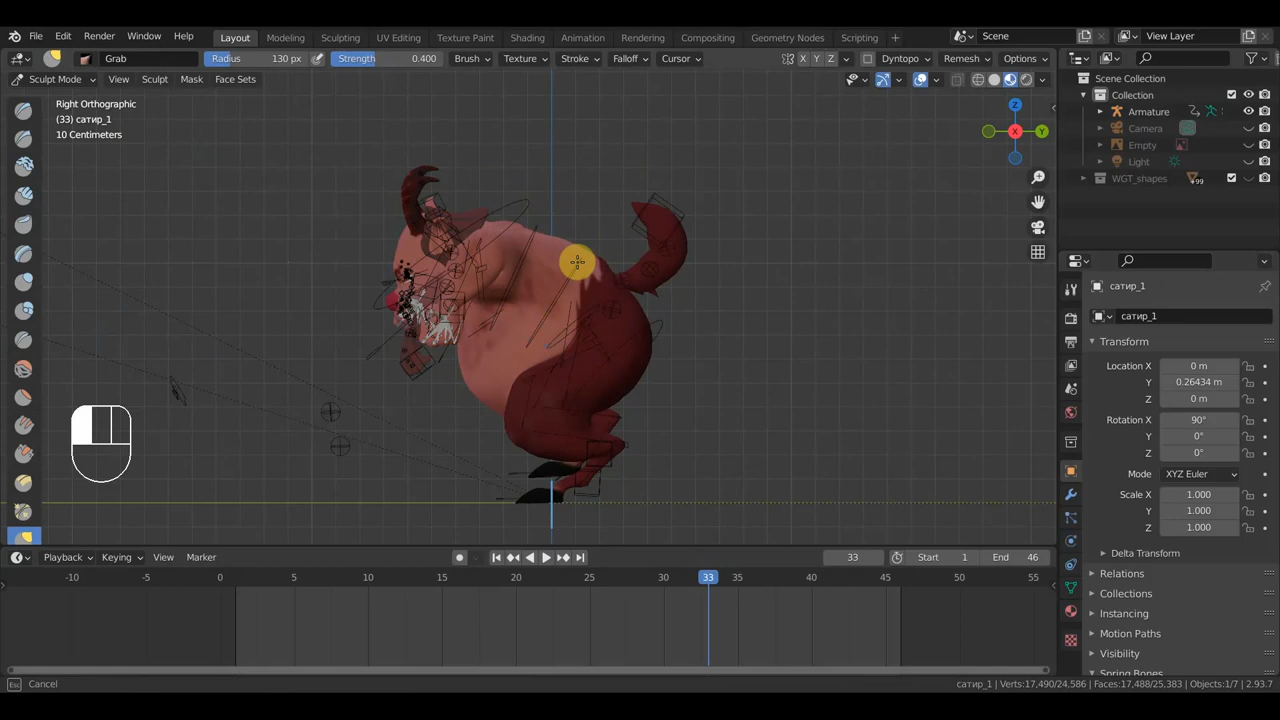 File Edit Render Window Help Layout Modeling Sculpting UV Editing Texture Paint Shading Animation Rendering Compositing Geometry Nodes Scripting + Scene View Layer
Grab Radius 130 px Strength 0.400 Brush Texture Stroke Falloff Cursor X Y Z Dyntopo Remesh Options
Sculpt Mode View Sculpt Mask Face Sets
Scene Collection
Collection
Armature
Camera
Empty
Light
WGT_shapes 99
Right Orthographic
(33) сатир_1
10 Centimeters
Z
X
Y
сатир_1
сатир_1
Transform
Location X 0 m
Y 0.26434 m
Z 0 m
Rotation X 90°
Y 0°
Z 0°
Mode XYZ Euler
Scale X 1.000
Y 1.000
Z 1.000
Delta Transform
Relations
Collections
Instancing
Motion Paths
Visibility
Spring Bones
Playback Keying View Marker 33 Start 1 End 46
-10 -5 0 5 10 15 20 25 33 35 40 45 50 55
Esc Cancel сатир_1 | Verts:17,490/24,586 | Faces:17,488/25,383 | Objects:1/7 | 2.93.7